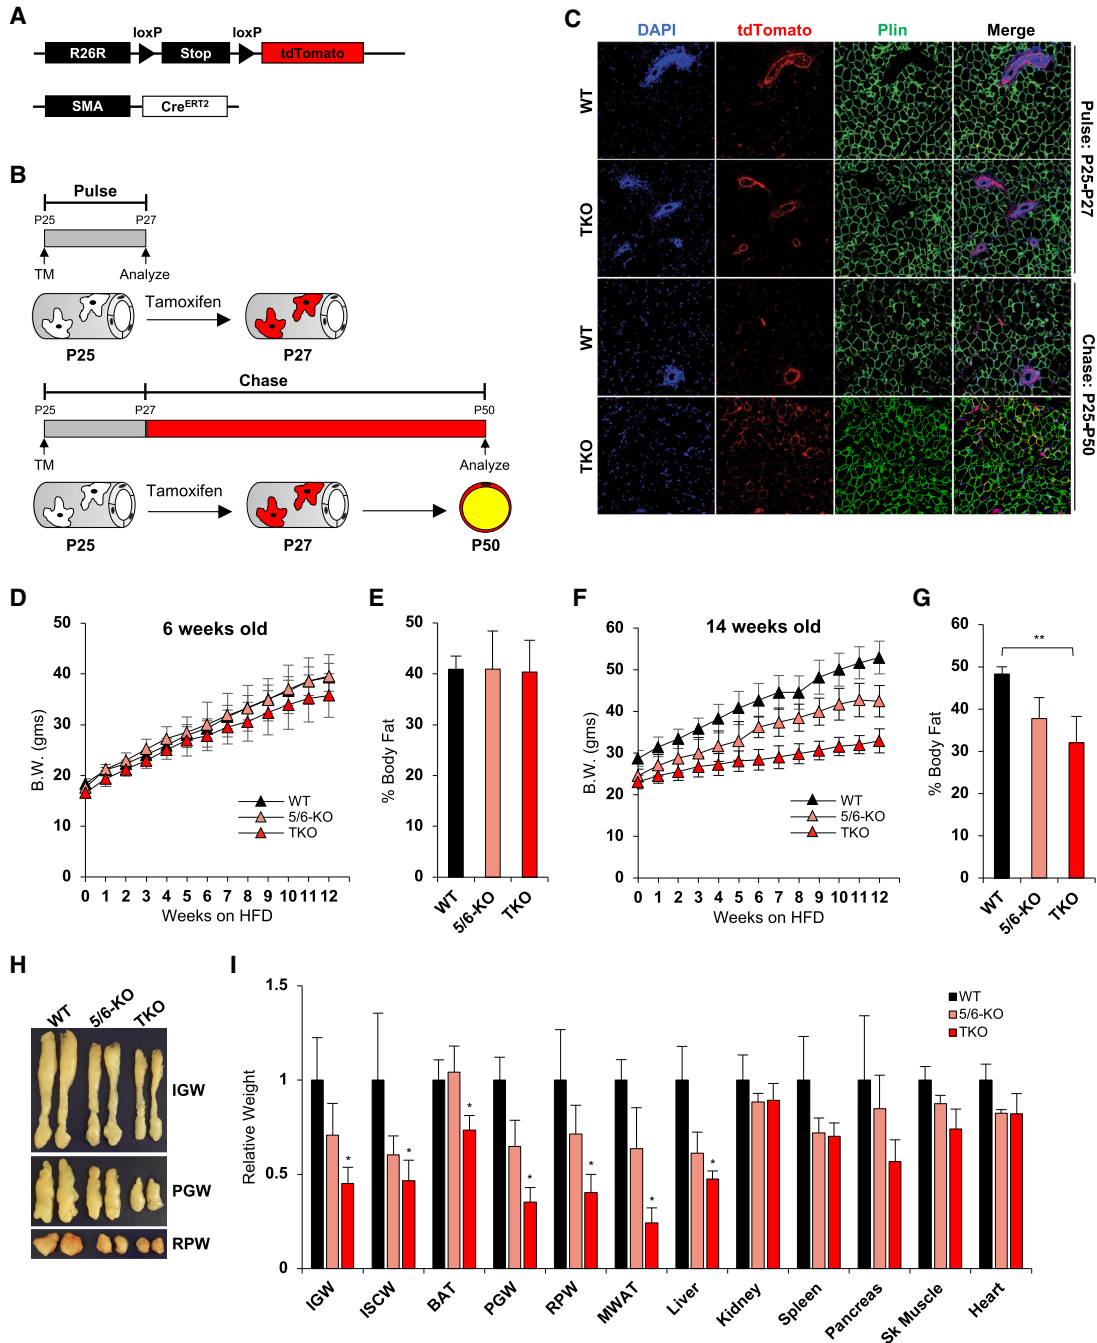 A
loxP loxP
R26R Stop tdTomato
SMA Cre^ERT2
B
Pulse
P25 P27
TM Analyze
Tamoxifen
P25 P27
Chase
P25 P27 P50
TM Analyze
Tamoxifen
P25 P27 P50
C
DAPI tdTomato Plin Merge
WT
TKO
WT
TKO
Pulse: P25-P27
Chase: P25-P50
D
6 weeks old
B.W. (gms)
50
40
30
20
10
0
WT
5/6-KO
TKO
0 1 2 3 4 5 6 7 8 9 10 11 12
Weeks on HFD
E
% Body Fat
50
40
30
20
10
0
WT 5/6-KO TKO
F
14 weeks old
B.W. (gms)
60
50
40
30
20
10
0
WT
5/6-KO
TKO
0 1 2 3 4 5 6 7 8 9 10 11 12
Weeks on HFD
G
% Body Fat
60
50
40
30
20
10
0
**
WT 5/6-KO TKO
H
WT 5/6-KO TKO
IGW
PGW
RPW
I
Relative Weight
1.5
1
0.5
0
WT
5/6-KO
TKO
* * * * * * *
IGW ISCW BAT PGW RPW MWAT Liver Kidney Spleen Pancreas Sk Muscle Heart